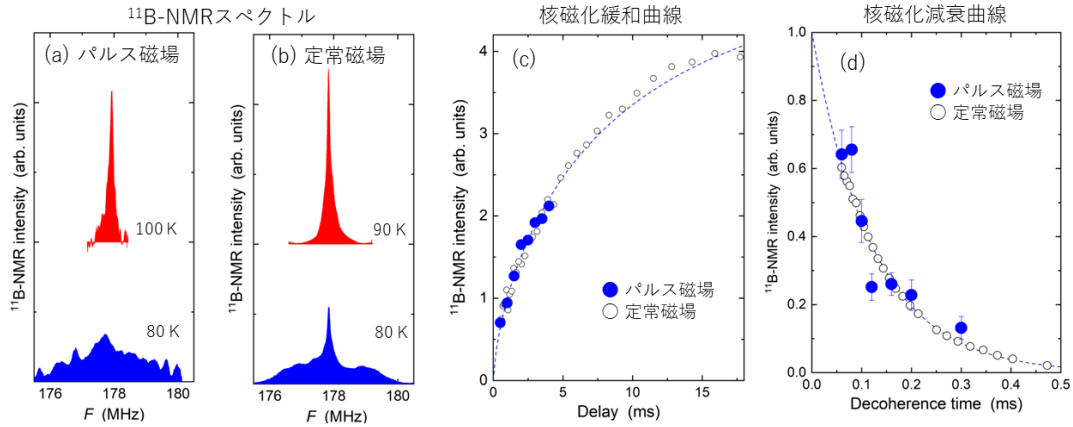 ¹¹B-NMRスペクトル
(a) パルス磁場
¹¹B-NMR intensity (arb. units)
100 K
80 K
176 178 180
F (MHz)
(b) 定常磁場
¹¹B-NMR intensity (arb. units)
90 K
80 K
176 178 180
F (MHz)
核磁化緩和曲線
(c)
¹¹B-NMR intensity (arb. units)
4
3
2
1
0
パルス磁場
定常磁場
0 5 10 15
Delay (ms)
核磁化減衰曲線
(d)
¹¹B-NMR intensity (arb. units)
1.0
0.8
0.6
0.4
0.2
0.0
パルス磁場
定常磁場
0.0 0.1 0.2 0.3 0.4 0.5
Decoherence time (ms)